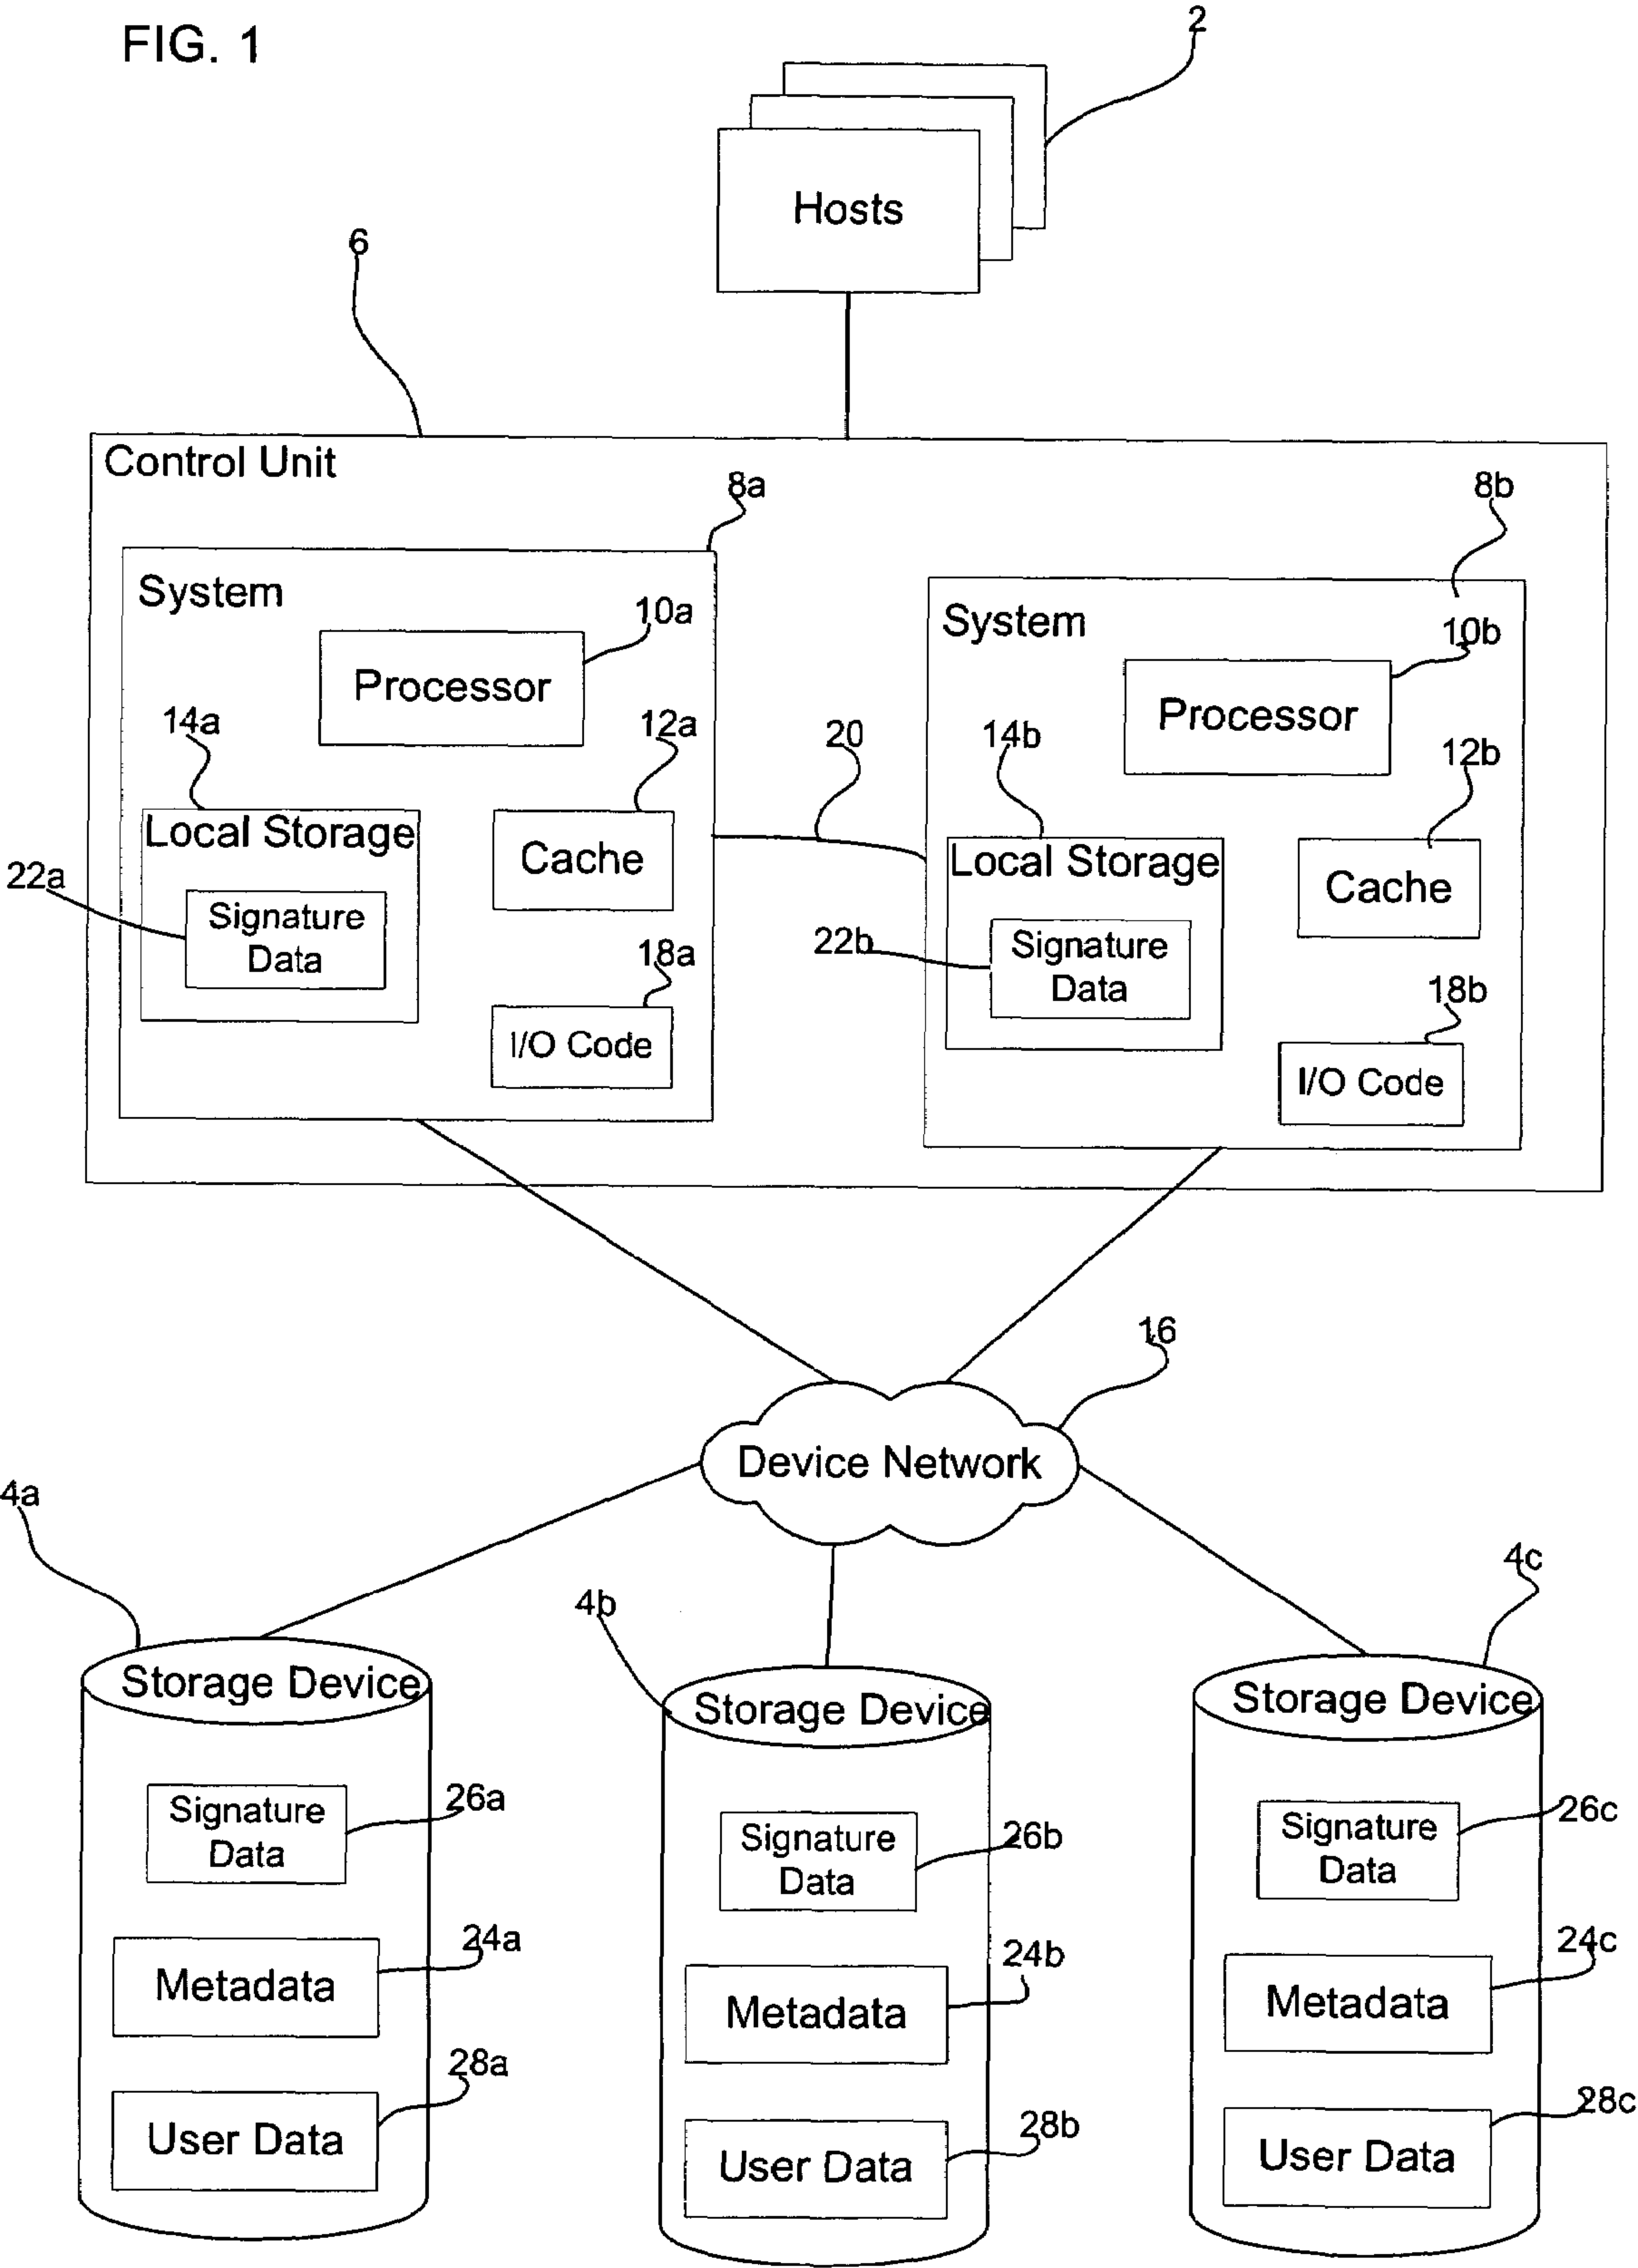 FIG. 1
2
Hosts
6
Control Unit
8a
8b
System
10a
Processor
14a
12a
Local Storage
Cache
22a
Signature
Data
18a
I/O Code
20
System
10b
Processor
14b
12b
Local Storage
Cache
22b
Signature
Data
18b
I/O Code
16
Device Network
4a
Storage Device
Signature
Data
26a
Metadata
24a
User Data
28a
4b
Storage Device
Signature
Data
26b
Metadata
24b
User Data
28b
4c
Storage Device
Signature
Data
26c
Metadata
24c
User Data
28c